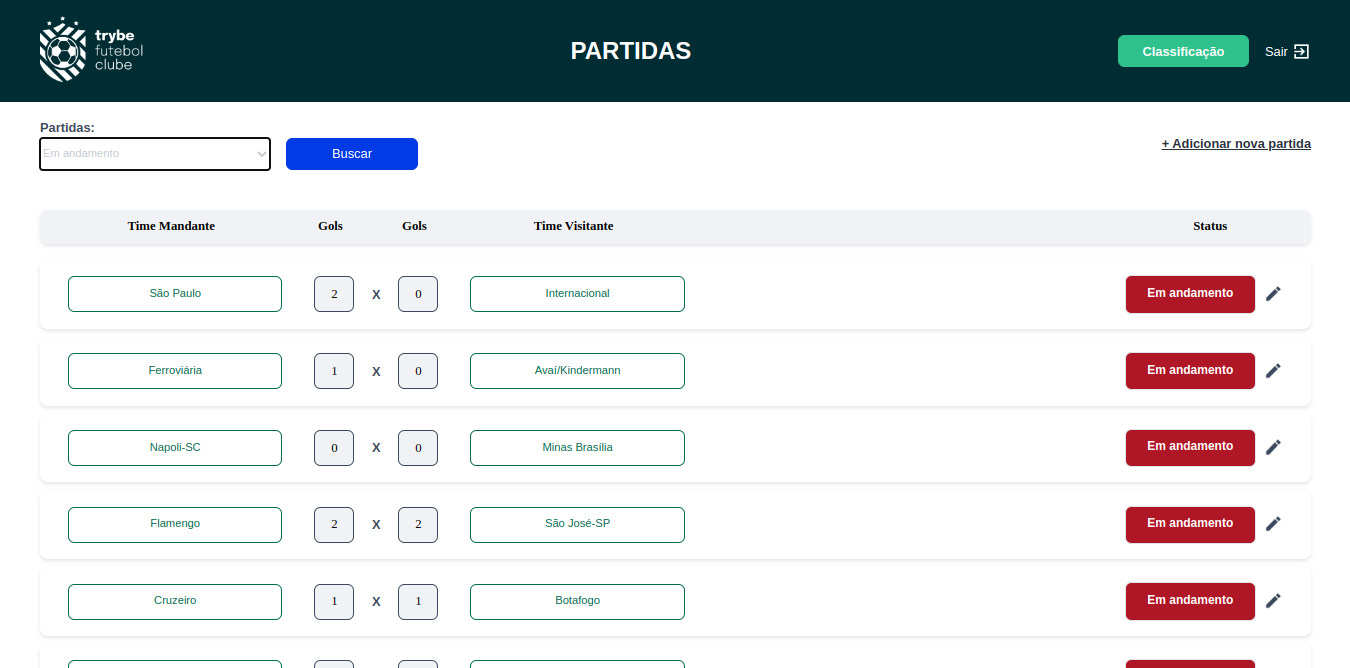 trybe
futebol
clube
PARTIDAS
Classificação
Sair
Partidas:
Em andamento
Buscar
+ Adicionar nova partida
Time Mandante Gols Gols Time Visitante Status
São Paulo 2 X 0 Internacional Em andamento
Ferroviária 1 X 0 Avaí/Kindermann Em andamento
Napoli-SC 0 X 0 Minas Brasília Em andamento
Flamengo 2 X 2 São José-SP Em andamento
Cruzeiro 1 X 1 Botafogo Em andamento